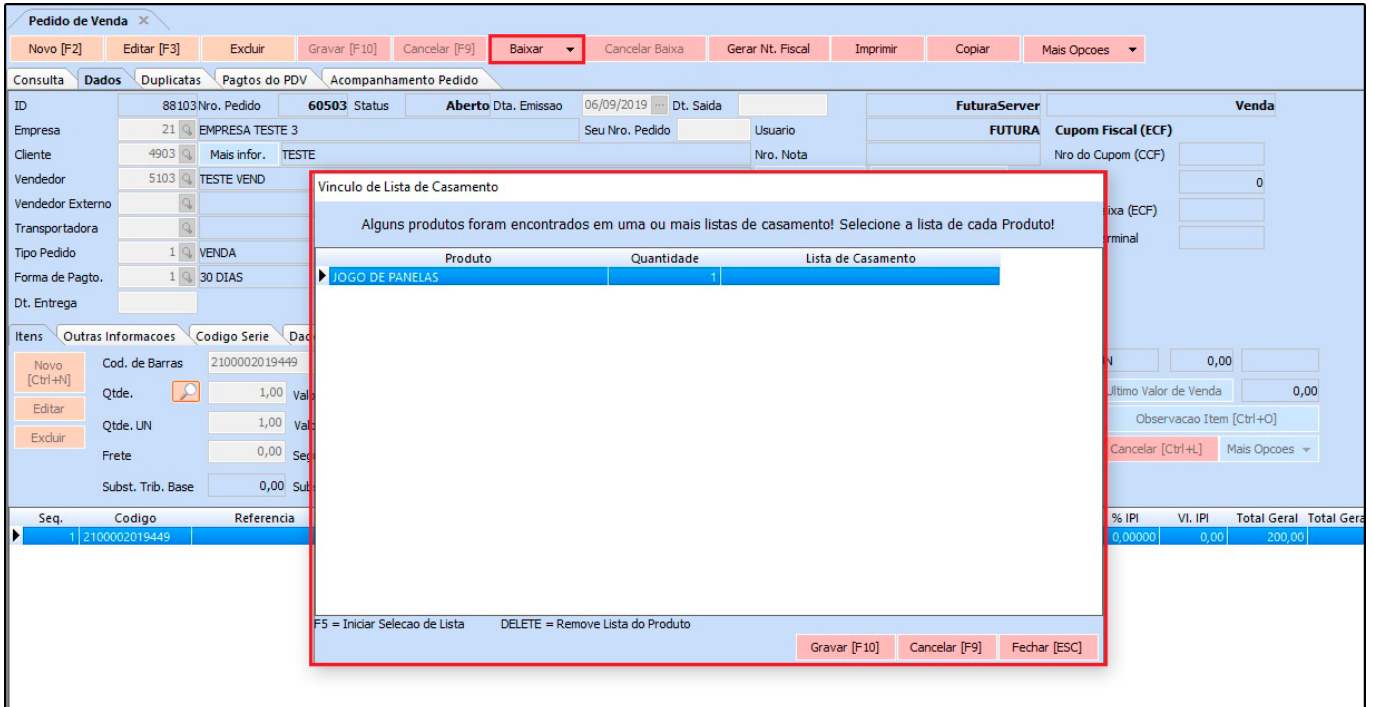 Pedido de Venda
Novo [F2] Editar [F3] Excluir Gravar [F10] Cancelar [F9] Baixar Cancelar Baixa Gerar Nt. Fiscal Imprimir Copiar Mais Opcoes
Consulta Dados Duplicatas Pagtos do PDV Acompanhamento Pedido
ID 88103 Nro. Pedido 60503 Status Aberto Dta. Emissao 06/09/2019 ... Dt. Saida FuturaServer Venda
Empresa 21 EMPRESA TESTE 3 Seu Nro. Pedido Usuario FUTURA Cupom Fiscal (ECF)
Cliente 4903 Mais infor. TESTE Nro. Nota Nro do Cupom (CCF)
Vendedor 5103 TESTE VEND 0
Vendedor Externo
Transportadora
Tipo Pedido 1 VENDA
Forma de Pagto. 1 30 DIAS
Dt. Entrega
Vinculo de Lista de Casamento
Alguns produtos foram encontrados em uma ou mais listas de casamento! Selecione a lista de cada Produto!
Produto Quantidade Lista de Casamento
JOGO DE PANELAS 1
F5 = Iniciar Selecao de Lista DELETE = Remove Lista do Produto
Gravar [F10] Cancelar [F9] Fechar [ESC]
ixa (ECF)
rminal
Itens Outras Informacoes Codigo Serie Dad
Novo [Ctrl+N] Cod. de Barras 2100002019449 N 0,00
Qtde. 1,00 Valo Ultimo Valor de Venda 0,00
Editar
Qtde. UN 1,00 Valo Observacao Item [Ctrl+O]
Excluir
Frete 0,00 Seg Cancelar [Ctrl+L] Mais Opcoes
Subst. Trib. Base 0,00 Sub
Seq. Codigo Referencia % IPI Vl. IPI Total Geral Total Gera
1 2100002019449 0,00000 0,00 200,00